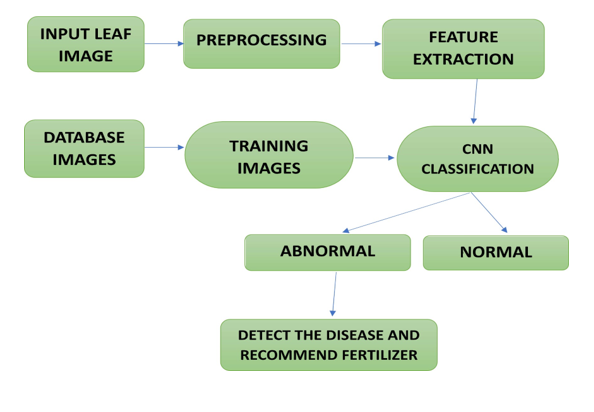 INPUT LEAF
IMAGE
PREPROCESSING
FEATURE
EXTRACTION
DATABASE
IMAGES
TRAINING
IMAGES
CNN
CLASSIFICATION
ABNORMAL
NORMAL
DETECT THE DISEASE AND
RECOMMEND FERTILIZER